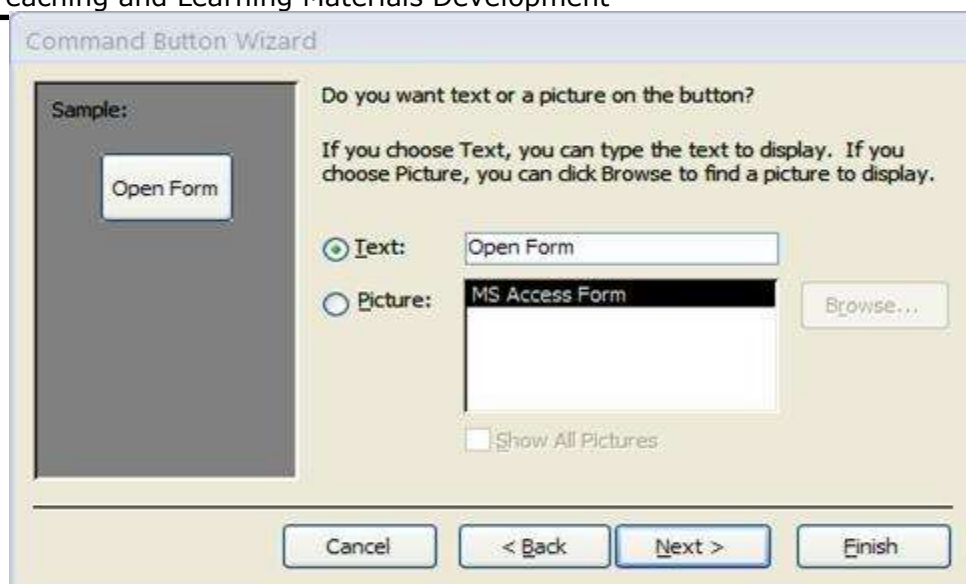 eaching and Learning Materials Development
Command Button Wizard
Sample:
Open Form
Do you want text or a picture on the button?
If you choose Text, you can type the text to display. If you
choose Picture, you can click Browse to find a picture to display.
Text:
Open Form
Picture:
MS Access Form
Browse...
Show All Pictures
Cancel
< Back
Next >
Finish